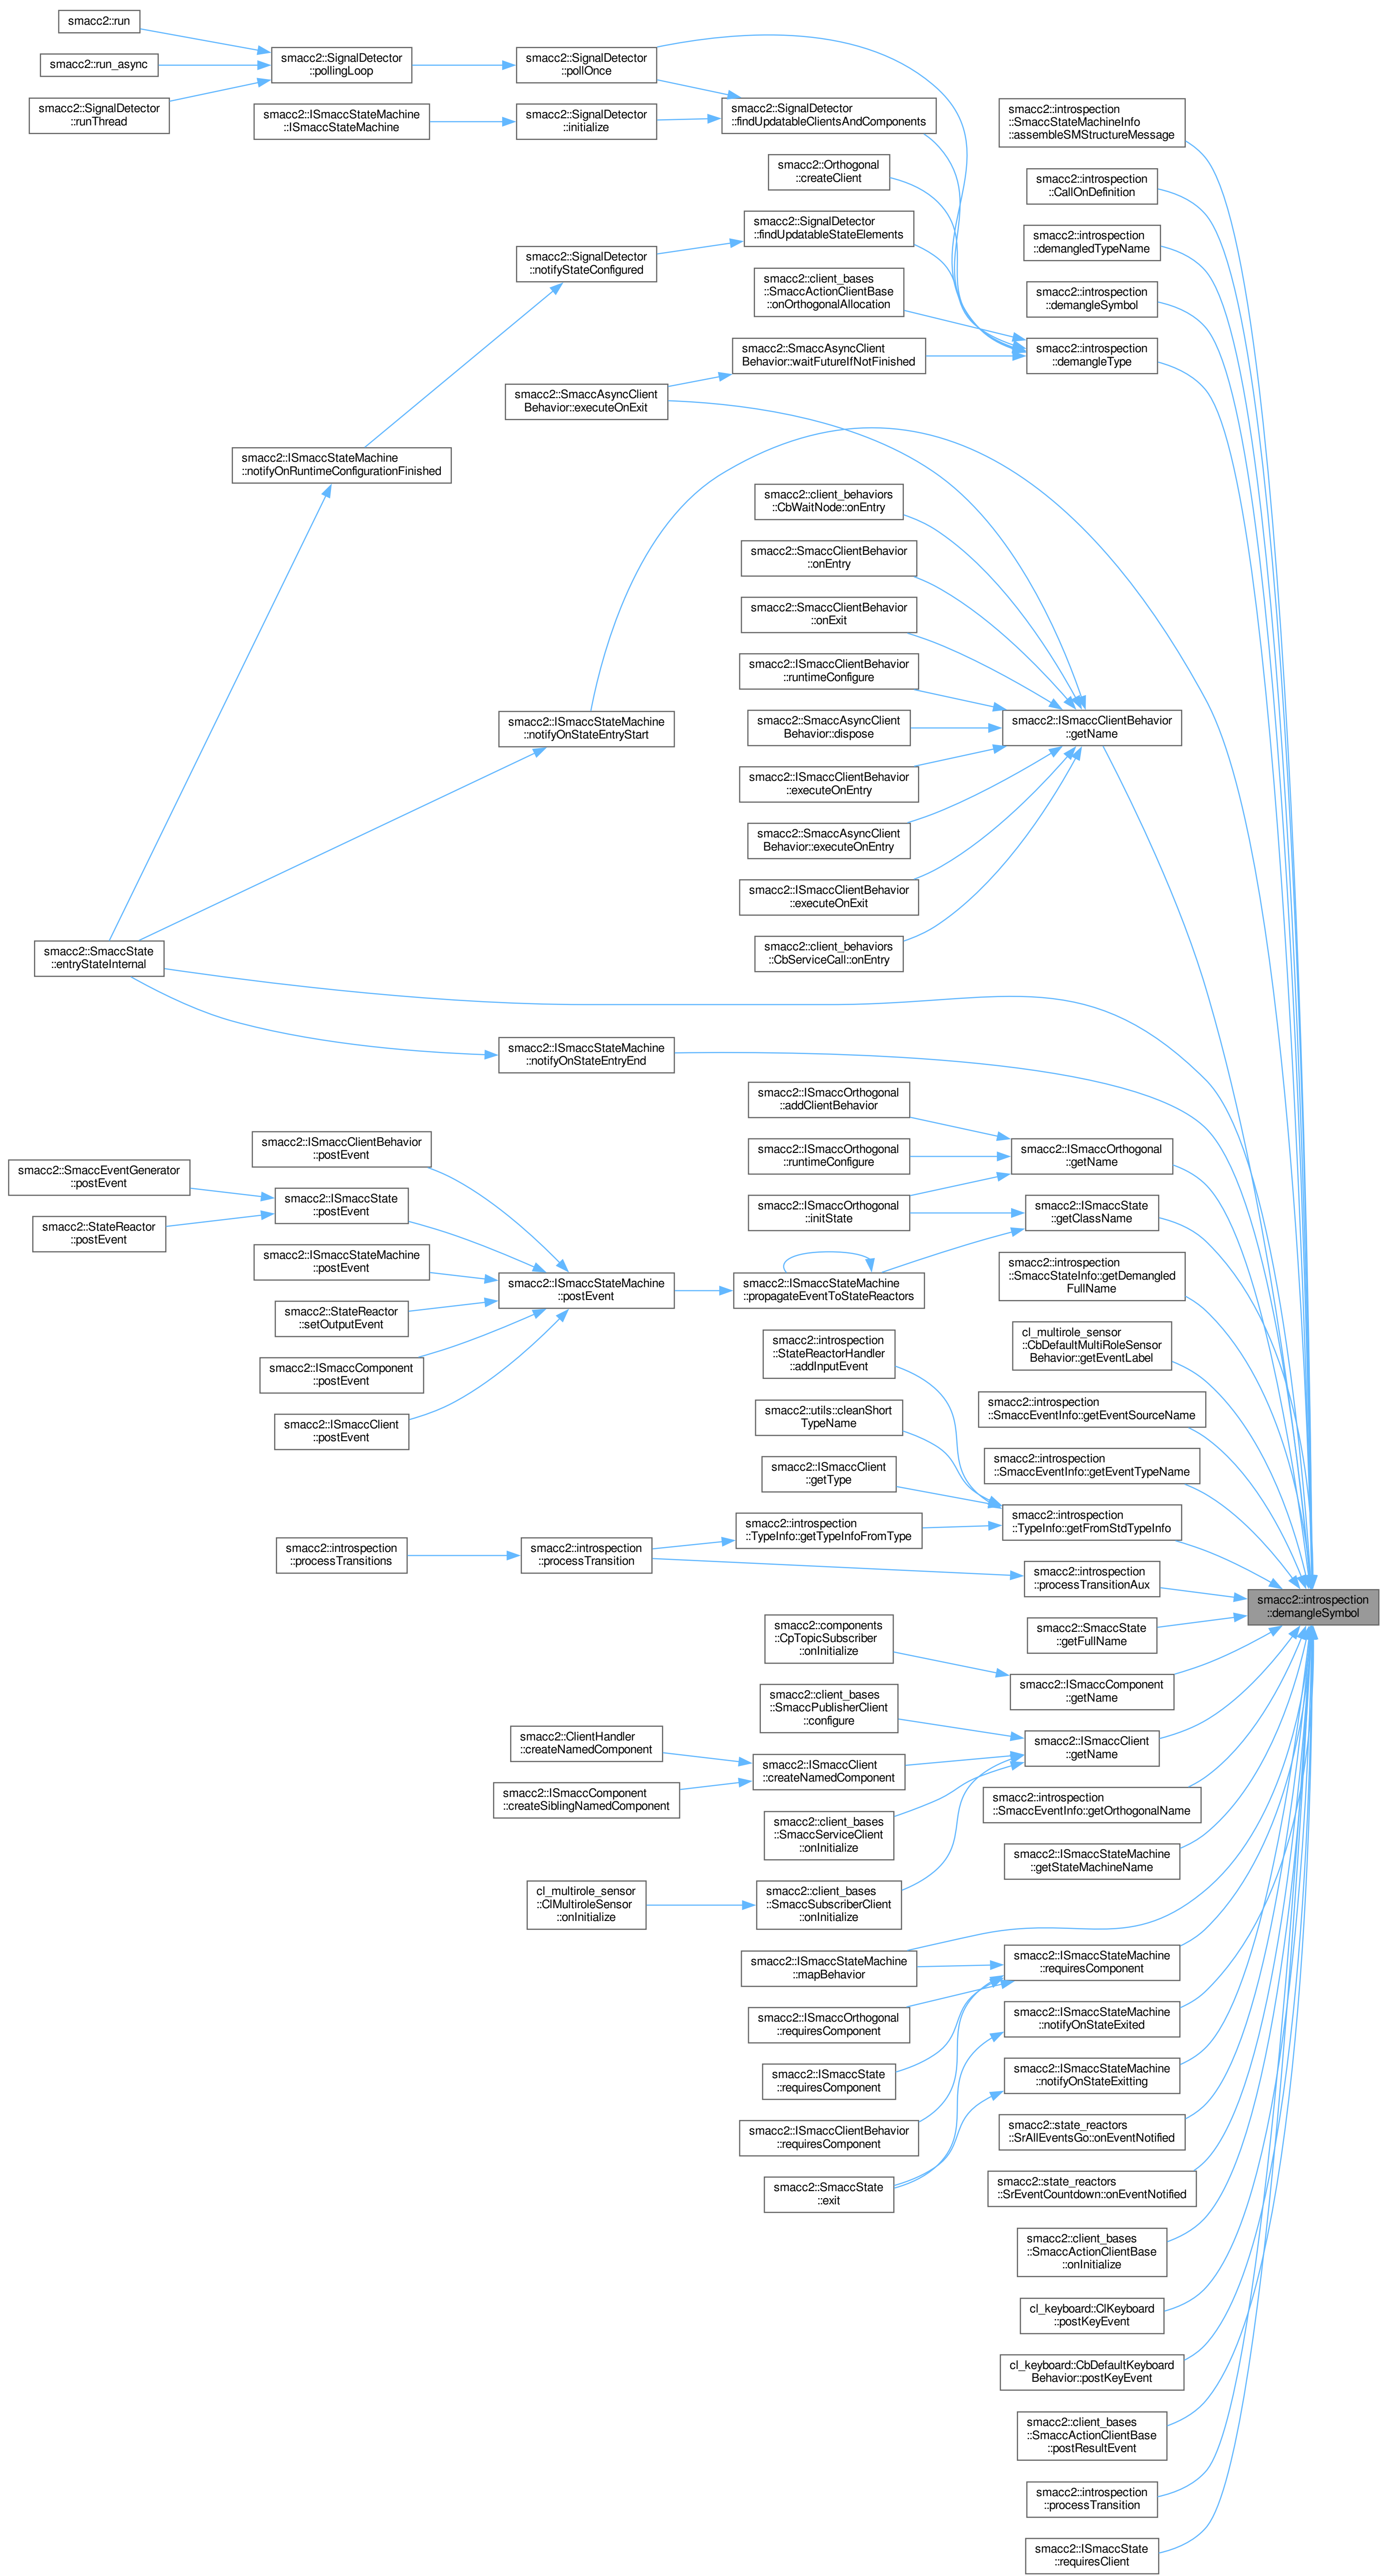 smacc2::run
smacc2::run_async
smacc2::SignalDetector
::runThread
smacc2::SignalDetector
::pollingLoop
smacc2::ISmaccStateMachine
::ISmaccStateMachine
smacc2::SignalDetector
::pollOnce
smacc2::SignalDetector
::initialize
smacc2::SignalDetector
::findUpdatableClientsAndComponents
smacc2::Orthogonal
::createClient
smacc2::SignalDetector
::findUpdatableStateElements
smacc2::SignalDetector
::notifyStateConfigured
smacc2::client_bases
::SmaccActionClientBase
::onOrthogonalAllocation
smacc2::SmaccAsyncClient
Behavior::waitFutureIfNotFinished
smacc2::SmaccAsyncClient
Behavior::executeOnExit
smacc2::introspection
::SmaccStateMachineInfo
::assembleSMStructureMessage
smacc2::introspection
::CallOnDefinition
smacc2::introspection
::demangledTypeName
smacc2::introspection
::demangleSymbol
smacc2::introspection
::demangleType
smacc2::ISmaccStateMachine
::notifyOnRuntimeConfigurationFinished
smacc2::client_behaviors
::CbWaitNode::onEntry
smacc2::SmaccClientBehavior
::onEntry
smacc2::SmaccClientBehavior
::onExit
smacc2::ISmaccClientBehavior
::runtimeConfigure
smacc2::ISmaccStateMachine
::notifyOnStateEntryStart
smacc2::SmaccAsyncClient
Behavior::dispose
smacc2::ISmaccClientBehavior
::getName
smacc2::ISmaccClientBehavior
::executeOnEntry
smacc2::SmaccAsyncClient
Behavior::executeOnEntry
smacc2::ISmaccClientBehavior
::executeOnExit
smacc2::client_behaviors
::CbServiceCall::onEntry
smacc2::SmaccState
::entryStateInternal
smacc2::ISmaccStateMachine
::notifyOnStateEntryEnd
smacc2::ISmaccOrthogonal
::addClientBehavior
smacc2::ISmaccOrthogonal
::runtimeConfigure
smacc2::ISmaccOrthogonal
::initState
smacc2::ISmaccOrthogonal
::getName
smacc2::ISmaccState
::getClassName
smacc2::ISmaccClientBehavior
::postEvent
smacc2::SmaccEventGenerator
::postEvent
smacc2::StateReactor
::postEvent
smacc2::ISmaccState
::postEvent
smacc2::ISmaccStateMachine
::postEvent
smacc2::StateReactor
::setOutputEvent
smacc2::ISmaccComponent
::postEvent
smacc2::ISmaccClient
::postEvent
smacc2::ISmaccStateMachine
::postEvent
smacc2::ISmaccStateMachine
::propagateEventToStateReactors
smacc2::introspection
::SmaccStateInfo::getDemangled
FullName
cl_multirole_sensor
::CbDefaultMultiRoleSensor
Behavior::getEventLabel
smacc2::introspection
::SmaccEventInfo::getEventSourceName
smacc2::introspection
::SmaccEventInfo::getEventTypeName
smacc2::introspection
::StateReactorHandler
::addInputEvent
smacc2::utils::cleanShort
TypeName
smacc2::ISmaccClient
::getType
smacc2::introspection
::TypeInfo::getTypeInfoFromType
smacc2::introspection
::TypeInfo::getFromStdTypeInfo
smacc2::introspection
::processTransitions
smacc2::introspection
::processTransition
smacc2::introspection
::processTransitionAux
smacc2::introspection
::demangleSymbol
smacc2::SmaccState
::getFullName
smacc2::components
::CpTopicSubscriber
::onInitialize
smacc2::ISmaccComponent
::getName
smacc2::client_bases
::SmaccPublisherClient
::configure
smacc2::ISmaccClient
::getName
smacc2::ClientHandler
::createNamedComponent
smacc2::ISmaccComponent
::createSiblingNamedComponent
smacc2::ISmaccClient
::createNamedComponent
smacc2::client_bases
::SmaccServiceClient
::onInitialize
smacc2::introspection
::SmaccEventInfo::getOrthogonalName
smacc2::ISmaccStateMachine
::getStateMachineName
cl_multirole_sensor
::ClMultiroleSensor
::onInitialize
smacc2::client_bases
::SmaccSubscriberClient
::onInitialize
smacc2::ISmaccStateMachine
::mapBehavior
smacc2::ISmaccStateMachine
::requiresComponent
smacc2::ISmaccOrthogonal
::requiresComponent
smacc2::ISmaccStateMachine
::notifyOnStateExited
smacc2::ISmaccState
::requiresComponent
smacc2::ISmaccStateMachine
::notifyOnStateExitting
smacc2::ISmaccClientBehavior
::requiresComponent
smacc2::state_reactors
::SrAllEventsGo::onEventNotified
smacc2::SmaccState
::exit
smacc2::state_reactors
::SrEventCountdown::onEventNotified
smacc2::client_bases
::SmaccActionClientBase
::onInitialize
cl_keyboard::ClKeyboard
::postKeyEvent
cl_keyboard::CbDefaultKeyboard
Behavior::postKeyEvent
smacc2::client_bases
::SmaccActionClientBase
::postResultEvent
smacc2::introspection
::processTransition
smacc2::ISmaccState
::requiresClient